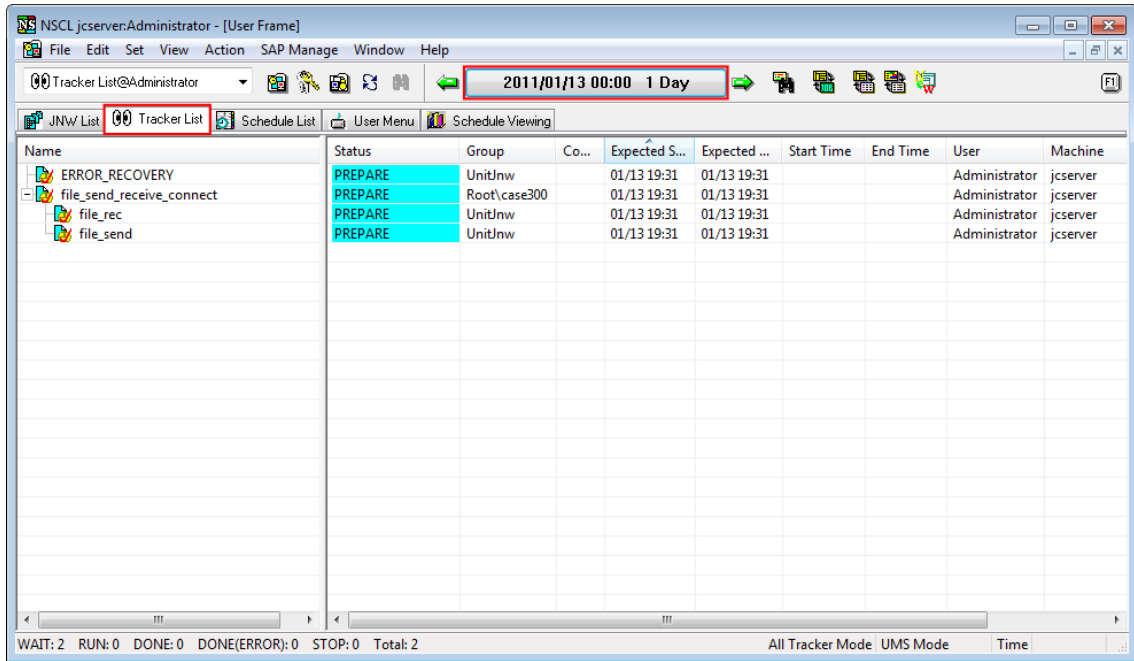 NS NSCL jcserver:Administrator - [User Frame]
File Edit Set View Action SAP Manage Window Help
Tracker List@Administrator 2011/01/13 00:00 1 Day F1
JNW List Tracker List Schedule List User Menu Schedule Viewing
Name Status Group Co... Expected S... Expected ... Start Time End Time User Machine
ERROR_RECOVERY PREPARE UnitJnw 01/13 19:31 01/13 19:31 Administrator jcserver
file_send_receive_connect PREPARE Root\case300 01/13 19:31 01/13 19:31 Administrator jcserver
file_rec PREPARE UnitJnw 01/13 19:31 01/13 19:31 Administrator jcserver
file_send PREPARE UnitJnw 01/13 19:31 01/13 19:31 Administrator jcserver
WAIT: 2 RUN: 0 DONE: 0 DONE(ERROR): 0 STOP: 0 Total: 2 All Tracker Mode UMS Mode Time